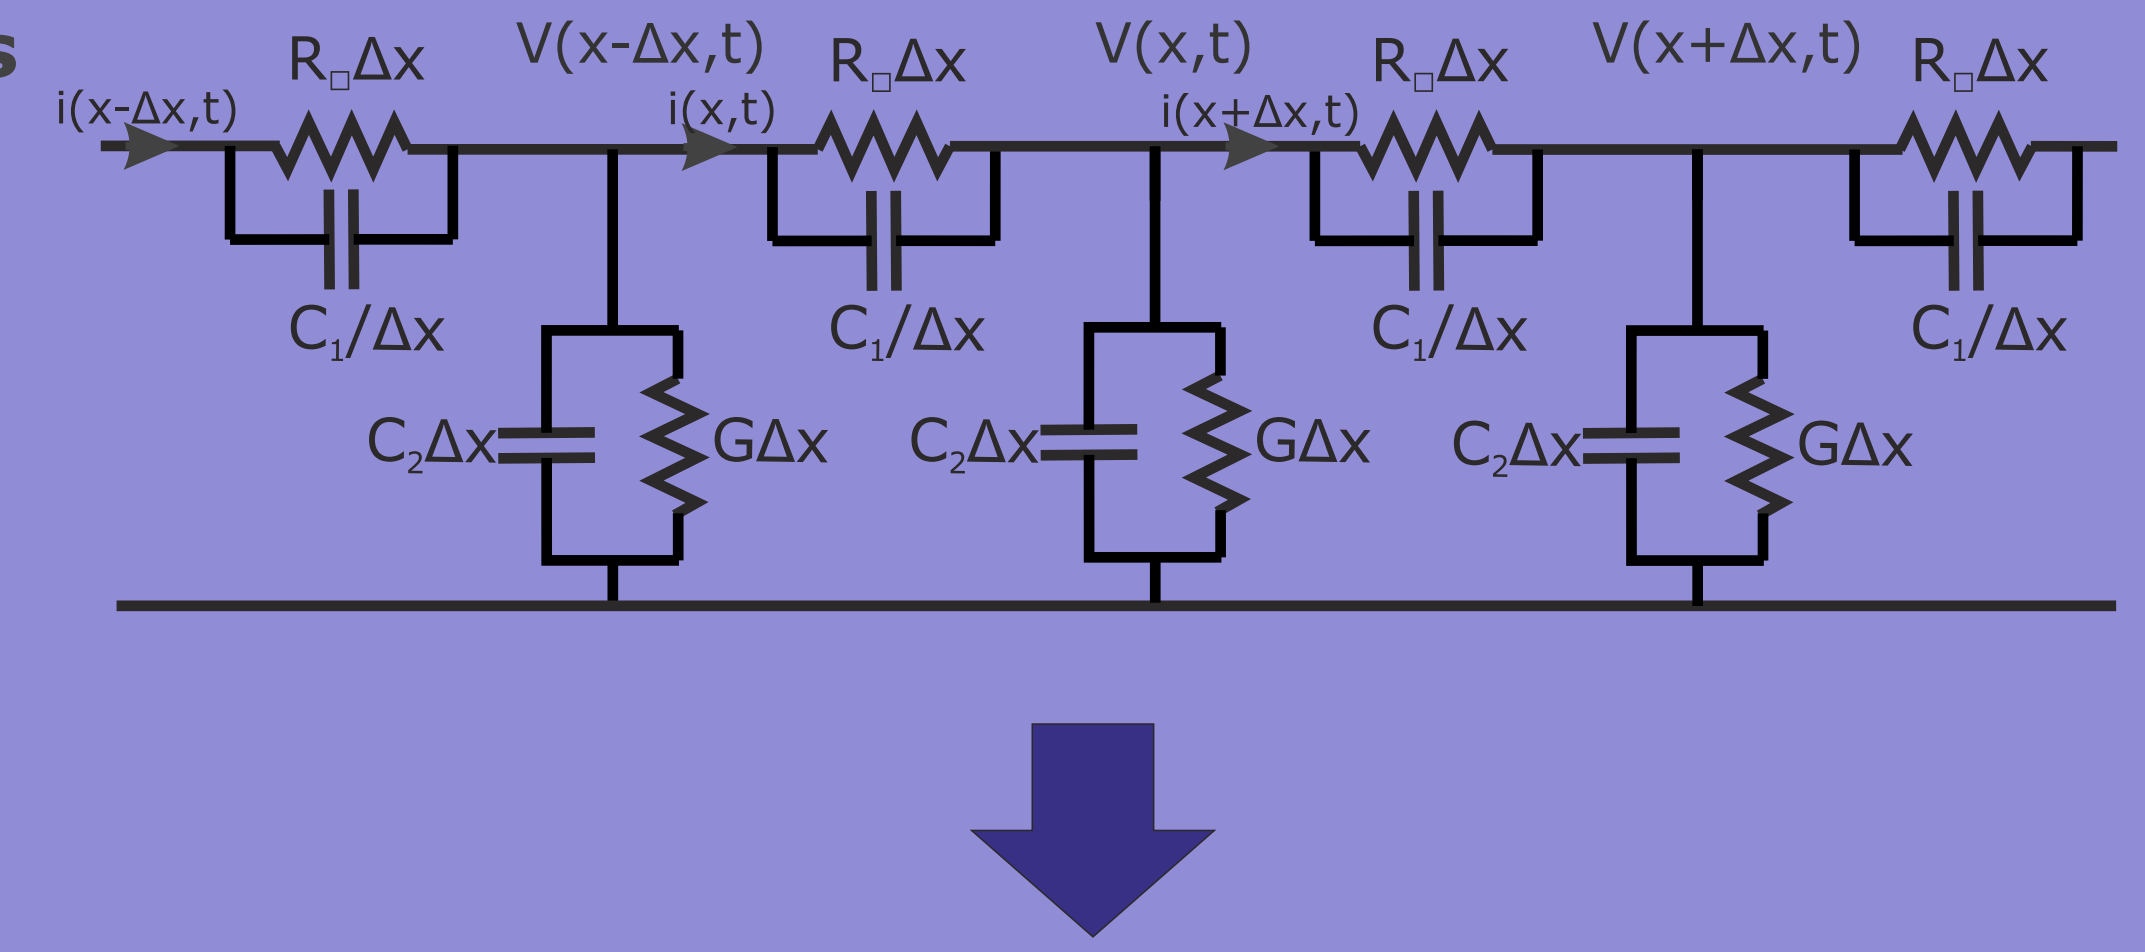 s
R□Δx V(x-Δx,t) R□Δx V(x,t) R□Δx V(x+Δx,t) R□Δx
i(x-Δx,t) i(x,t) i(x+Δx,t)
C₁/Δx C₁/Δx C₁/Δx C₁/Δx
C₂Δx GΔx C₂Δx GΔx C₂Δx GΔx